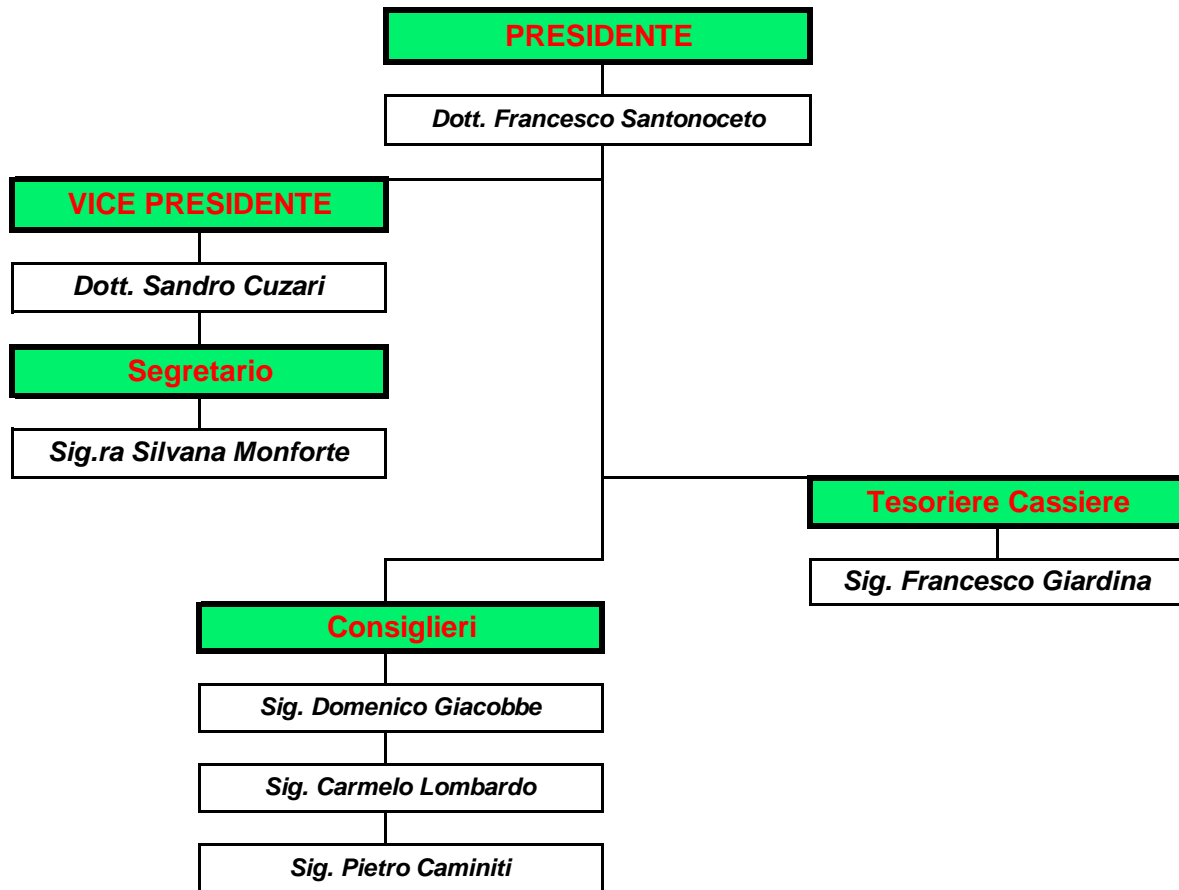 PRESIDENTE
Dott. Francesco Santonoceto
VICE PRESIDENTE
Dott. Sandro Cuzari
Segretario
Sig.ra Silvana Monforte
Tesoriere Cassiere
Sig. Francesco Giardina
Consiglieri
Sig. Domenico Giacobbe
Sig. Carmelo Lombardo
Sig. Pietro Caminiti